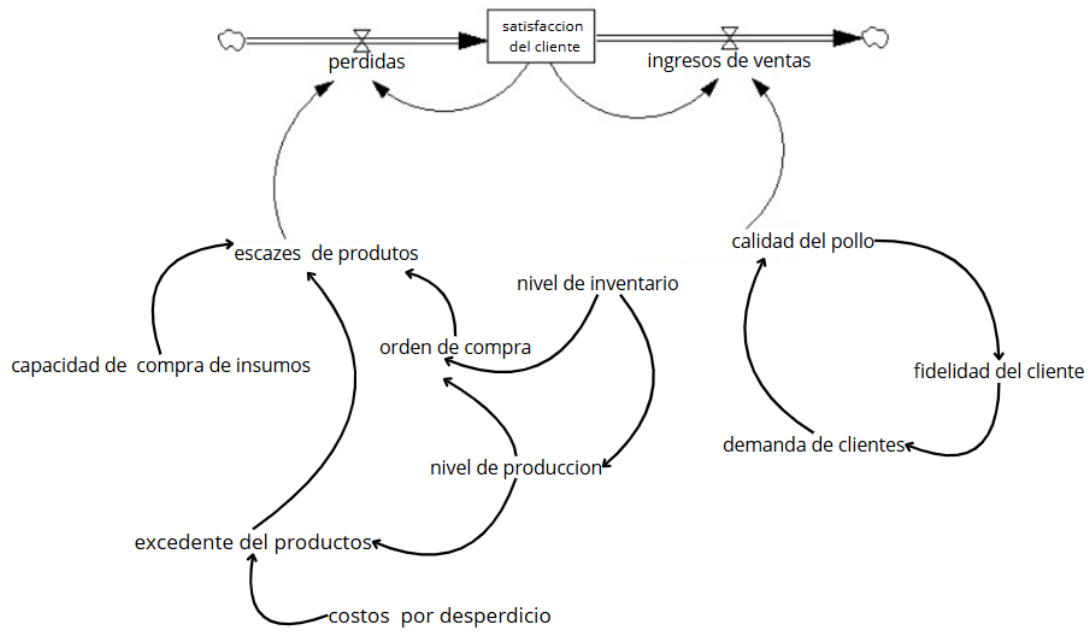 satisfaccion
del cliente
perdidas
ingresos de ventas
escazes de produtos
calidad del pollo
nivel de inventario
orden de compra
capacidad de compra de insumos
fidelidad del cliente
demanda de clientes
nivel de produccion
excedente del productos
costos por desperdicio